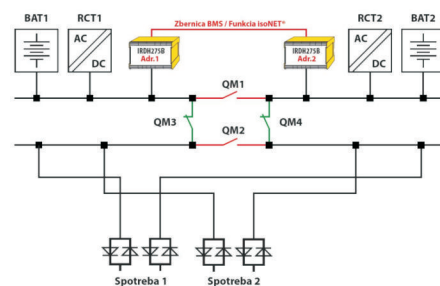 Zbernica BMS / Funkcia isoNET*
BAT1
RCT1
RCT2
BAT2
AC
DC
IRDH275B
Adr.1
IRDH275B
Adr.2
AC
DC
QM1
QM3
QM2
QM4
Spotreba 1
Spotreba 2